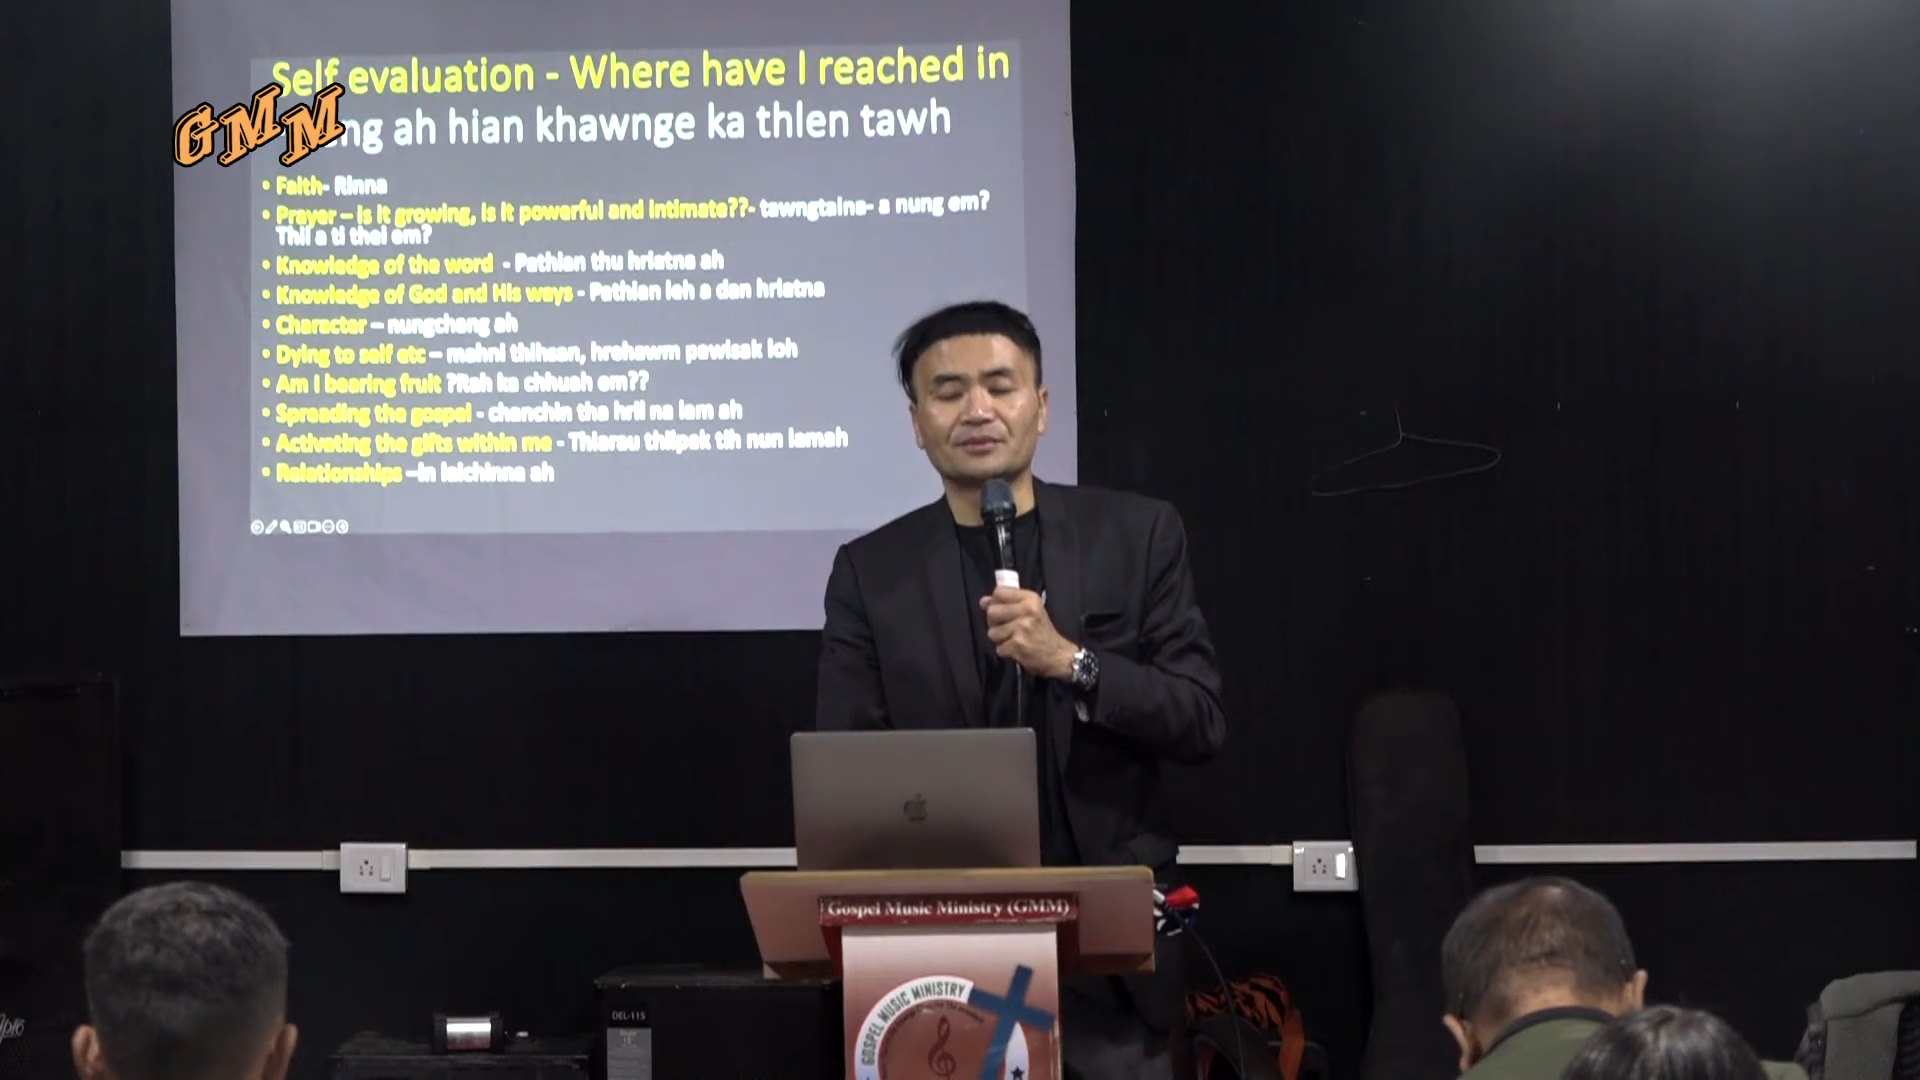 Self evaluation - Where have I reached in
ah hian khawnge ka thlen tawh
GMM
• Faith- Rinna
• Prayer – is it growing, is it powerful and intimate??- tawngtaina- a nung em?
Thil a ti thei em?
• Knowledge of the word - Pathian thu hriatna ah
• Knowledge of God and His ways - Pathian leh a dan hriatna
• Character – nungchang ah
• Dying to self etc – mahni thihsan, hrehawm pawisak loh
• Am I bearing fruit ?Rah ka chhuah em??
• Spreading the gospel - chanchin tha hril na lam ah
• Activating the gifts within me - Thlarau thilpek tih nun lamah
• Relationships –In laichinna ah
Gospel Music Ministry (GMM)
GOSPEL MUSIC MINISTRY
DEL-115